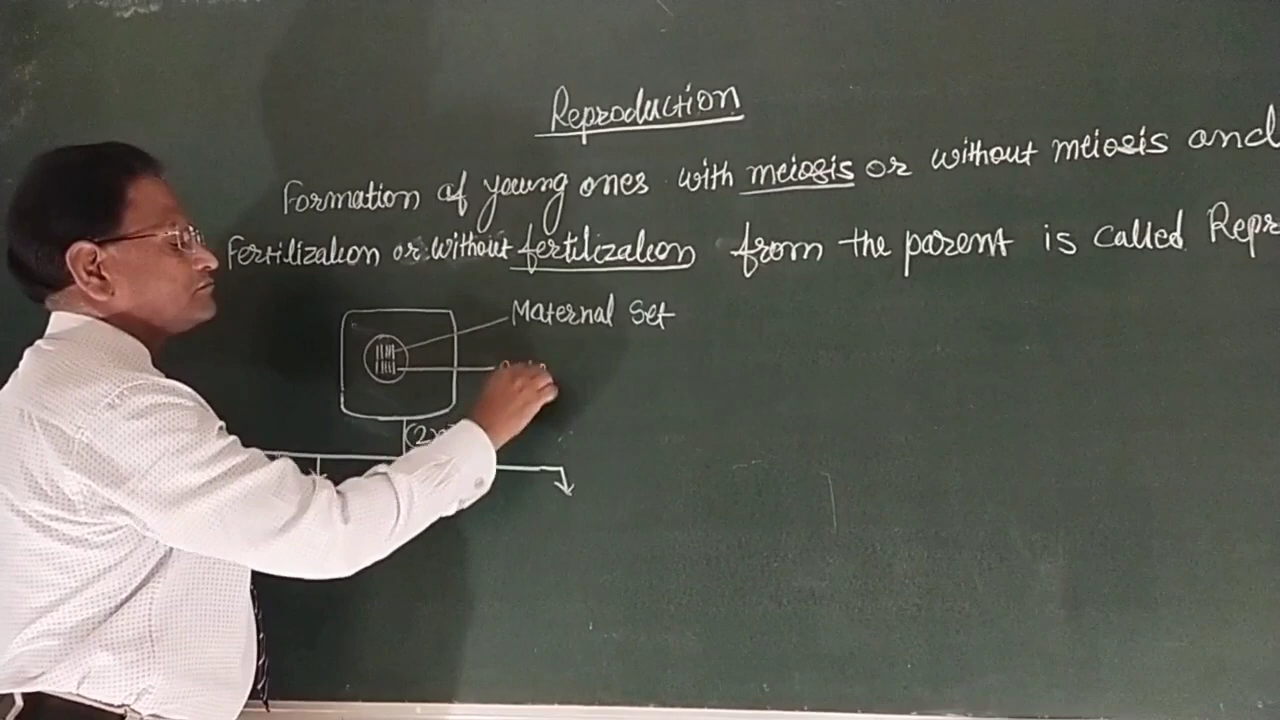 Reproduction
Formation of young ones with meiosis or without meiosis and
Fertilization or without fertilization from the parent is called Repr
Maternal Set
(2n